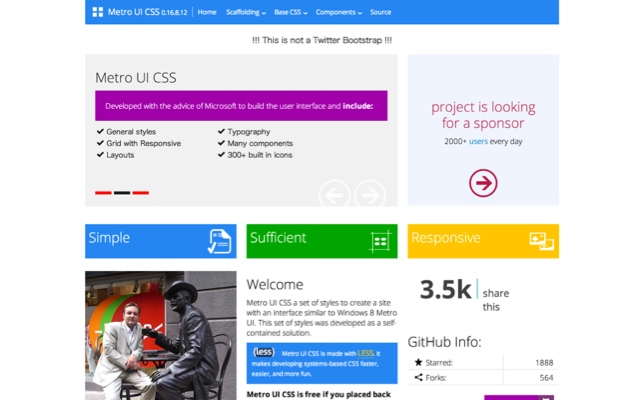 Metro UI CSS 0.16.8.12 Home Scaffolding Base CSS Components Source
!!! This is not a Twitter Bootstrap !!!
Metro UI CSS
Developed with the advice of Microsoft to build the user interface and include:
General styles
Grid with Responsive
Layouts
Typography
Many components
300+ built in icons
project is looking
for a sponsor
2000+ users every day
Simple
Sufficient
Responsive
Welcome
Metro UI CSS a set of styles to create a site
with an interface similar to Windows 8 Metro
UI. This set of styles was developed as a self-
contained solution.
{less} Metro UI CSS is made with LESS. It
makes developing systems-based CSS faster,
easier, and more fun.
Metro UI CSS is free if you placed back
3.5k share
this
GitHub Info:
Starred: 1888
Forks: 564